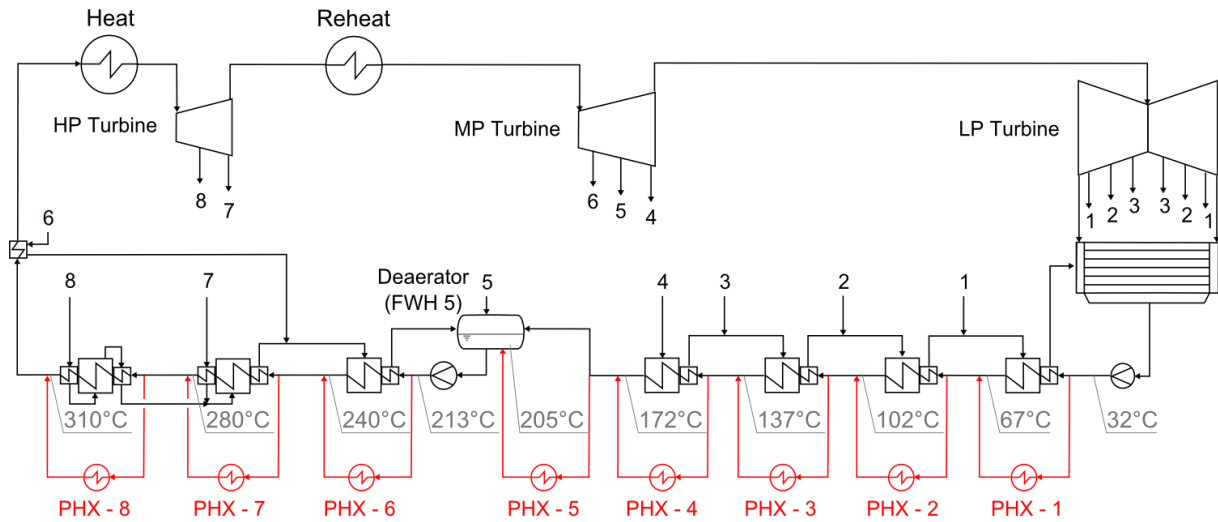 Heat
Reheat
HP Turbine
MP Turbine
LP Turbine
8
7
6
5
4
1
2
3
3
2
1
6
8
7
Deaerator
(FWH 5)
5
4
3
2
1
310°C
280°C
240°C
213°C
205°C
172°C
137°C
102°C
67°C
32°C
PHX - 8
PHX - 7
PHX - 6
PHX - 5
PHX - 4
PHX - 3
PHX - 2
PHX - 1